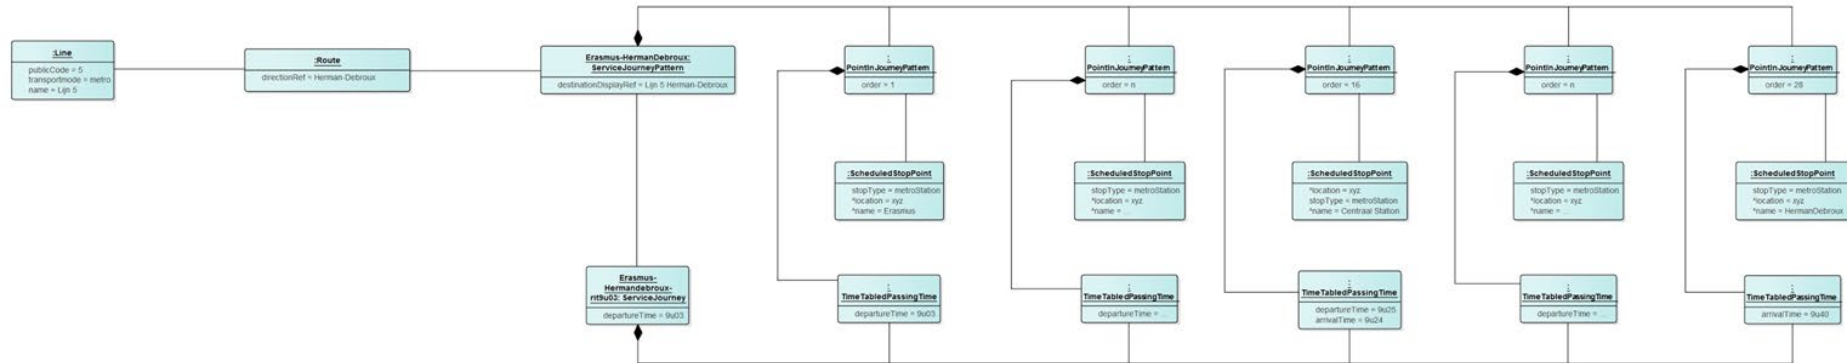 :Line
publicCode = 5
transportmode = metro
name = Lijn 5
:Route
directionRef = Herman-Debroux
Erasmus-HermanDebroux:
ServiceJourneyPattern
destinationDisplayRef = Lijn 5 Herman-Debroux
:
PointInJourneyPattern
order = 1
:
PointInJourneyPattern
order = n
:
PointInJourneyPattern
order = 16
:
PointInJourneyPattern
order = n
:
PointInJourneyPattern
order = 28
:ScheduledStopPoint
stopType = metroStation
^location = xyz
^name = Erasmus
:ScheduledStopPoint
stopType = metroStation
^location = xyz
^name = ...
:ScheduledStopPoint
^location = xyz
stopType = metroStation
^name = Centraal Station
:ScheduledStopPoint
stopType = metroStation
^location = xyz
^name = ...
:ScheduledStopPoint
stopType = metroStation
^location = xyz
^name = HermanDebroux
Erasmus-
Hermandebroux-
rit9u03: ServiceJourney
departureTime = 9u03
:
TimeTabledPassingTime
departureTime = 9u03
:
TimeTabledPassingTime
departureTime = ...
:
TimeTabledPassingTime
departureTime = 9u25
arrivalTime = 9u24
:
TimeTabledPassingTime
departureTime = ...
:
TimeTabledPassingTime
arrivalTime = 9u40